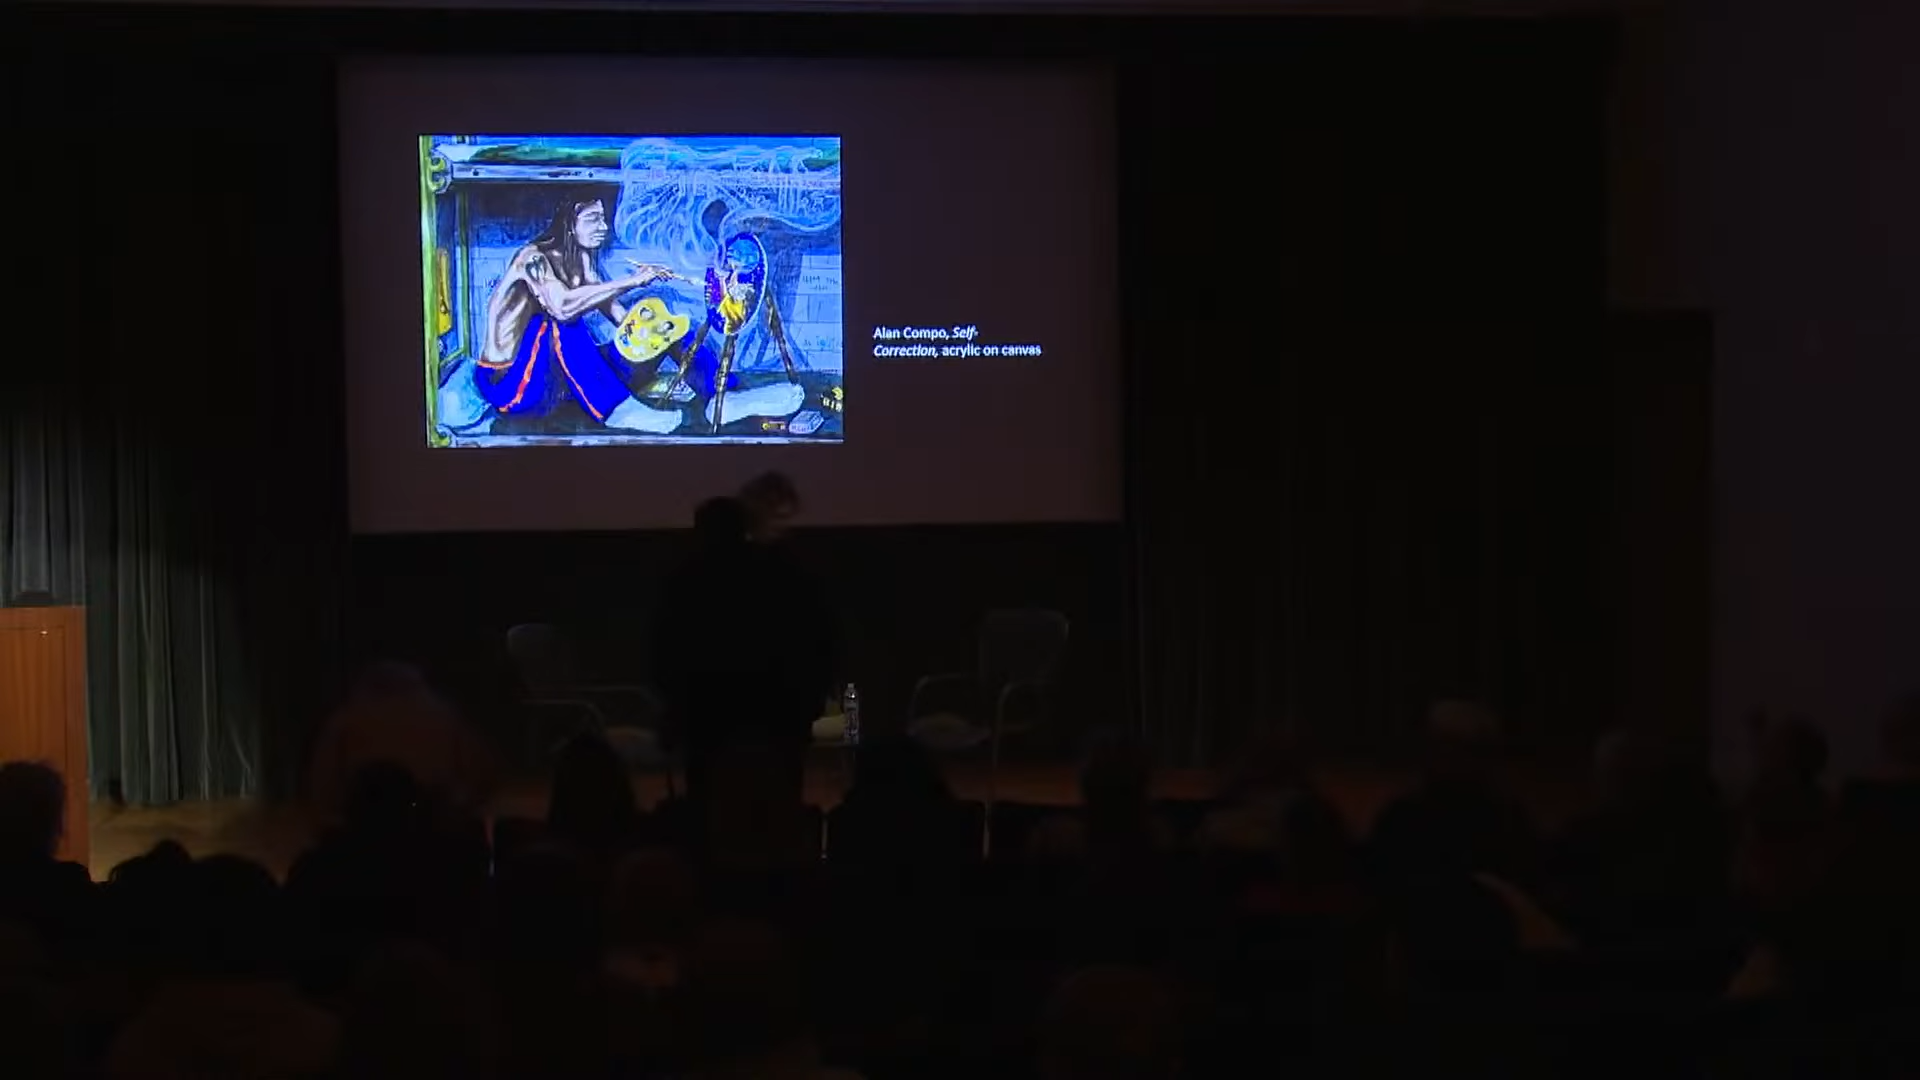 Alan Compo, Self-
Correction, acrylic on canvas